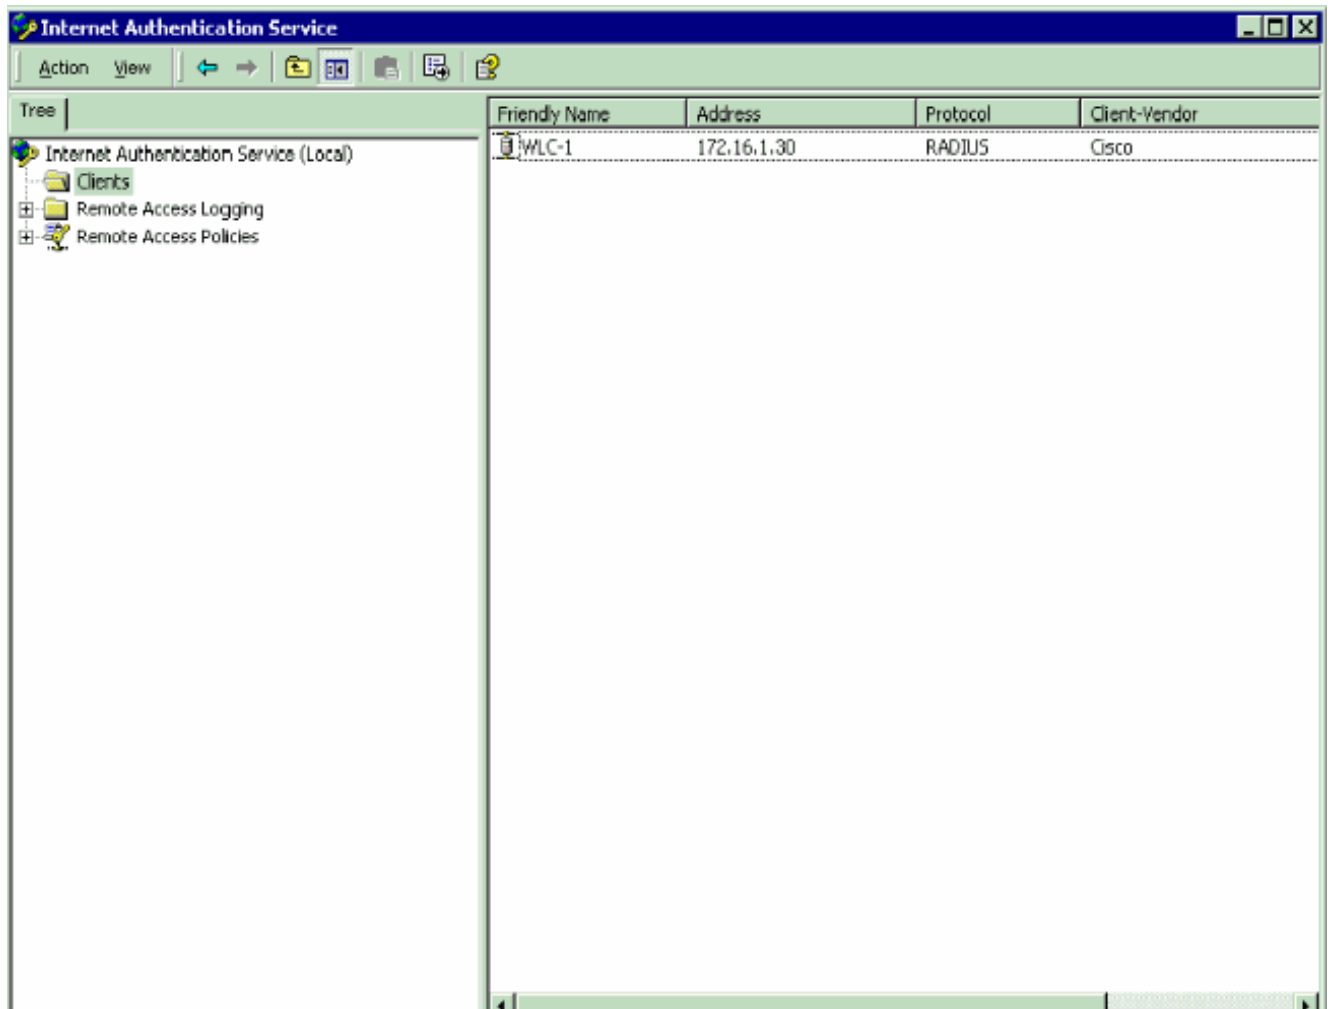 Internet Authentication Service
Action View
Tree
Internet Authentication Service (Local)
Clients
Remote Access Logging
Remote Access Policies
Friendly Name Address Protocol Client-Vendor
WLC-1 172.16.1.30 RADIUS Cisco